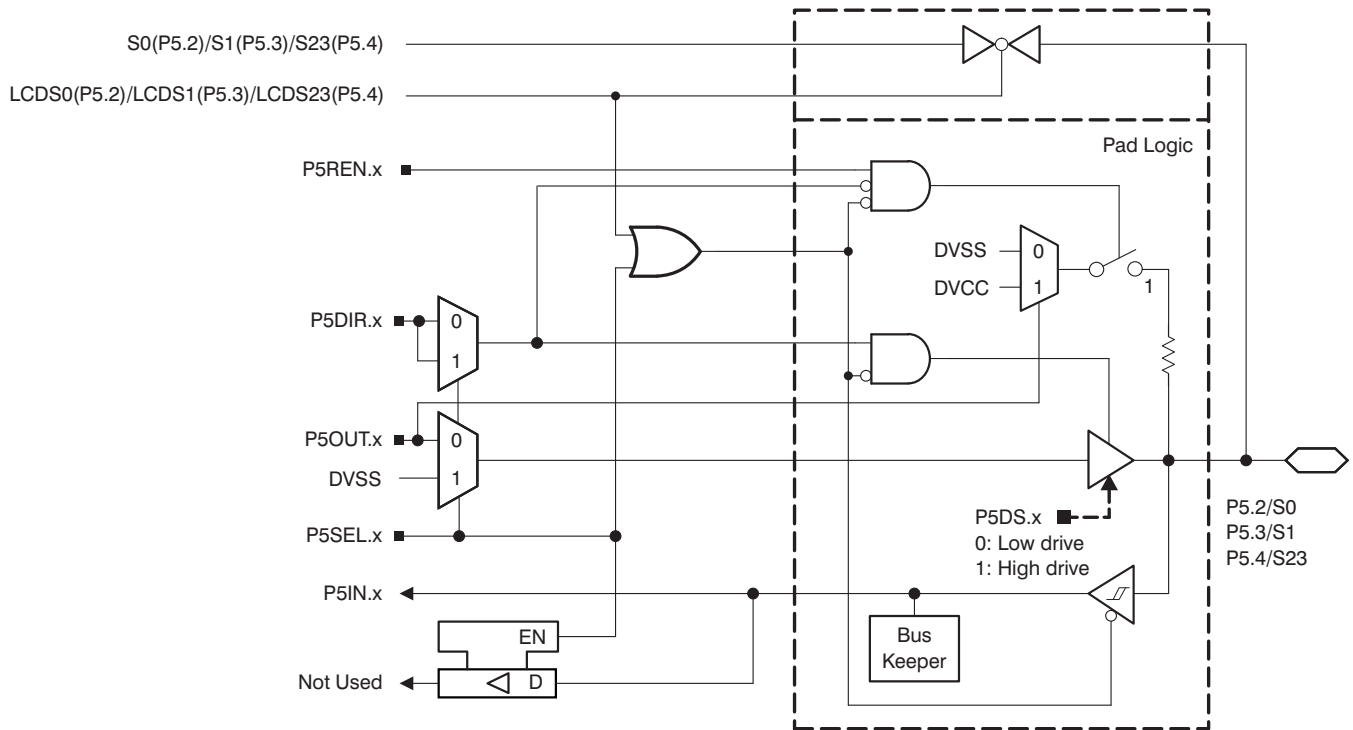 S0(P5.2)/S1(P5.3)/S23(P5.4)
LCDS0(P5.2)/LCDS1(P5.3)/LCDS23(P5.4)
Pad Logic
P5REN.x
DVSS
0
DVCC
1
1
P5DIR.x
0
1
P5OUT.x
0
DVSS
1
P5SEL.x
P5DS.x
0: Low drive
1: High drive
P5.2/S0
P5.3/S1
P5.4/S23
P5IN.x
Bus
Keeper
EN
D
Not Used